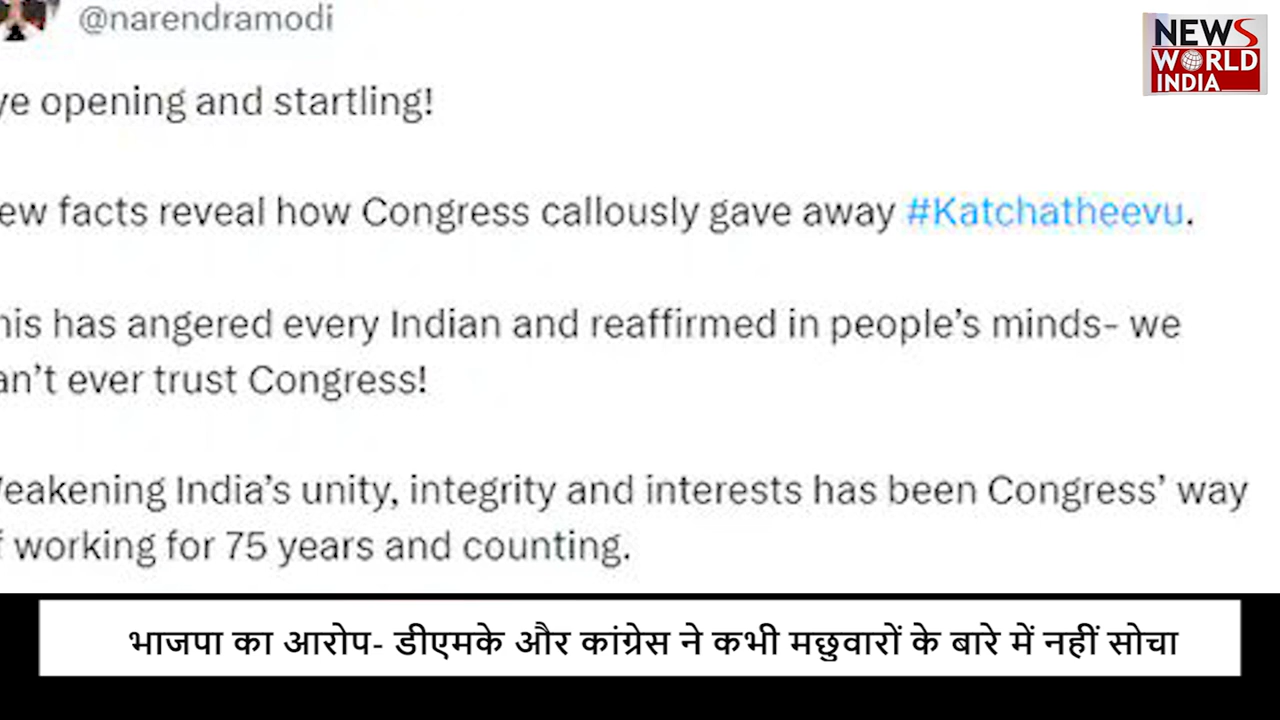 @narendramodi
NEWS
WORLD
INDIA
ye opening and startling!
ew facts reveal how Congress callously gave away #Katchatheevu.
his has angered every Indian and reaffirmed in people’s minds- we
an’t ever trust Congress!
eakening India’s unity, integrity and interests has been Congress’ way
f working for 75 years and counting.
भाजपा का आरोप- डीएमके और कांग्रेस ने कभी मछुवारों के बारे में नहीं सोचा